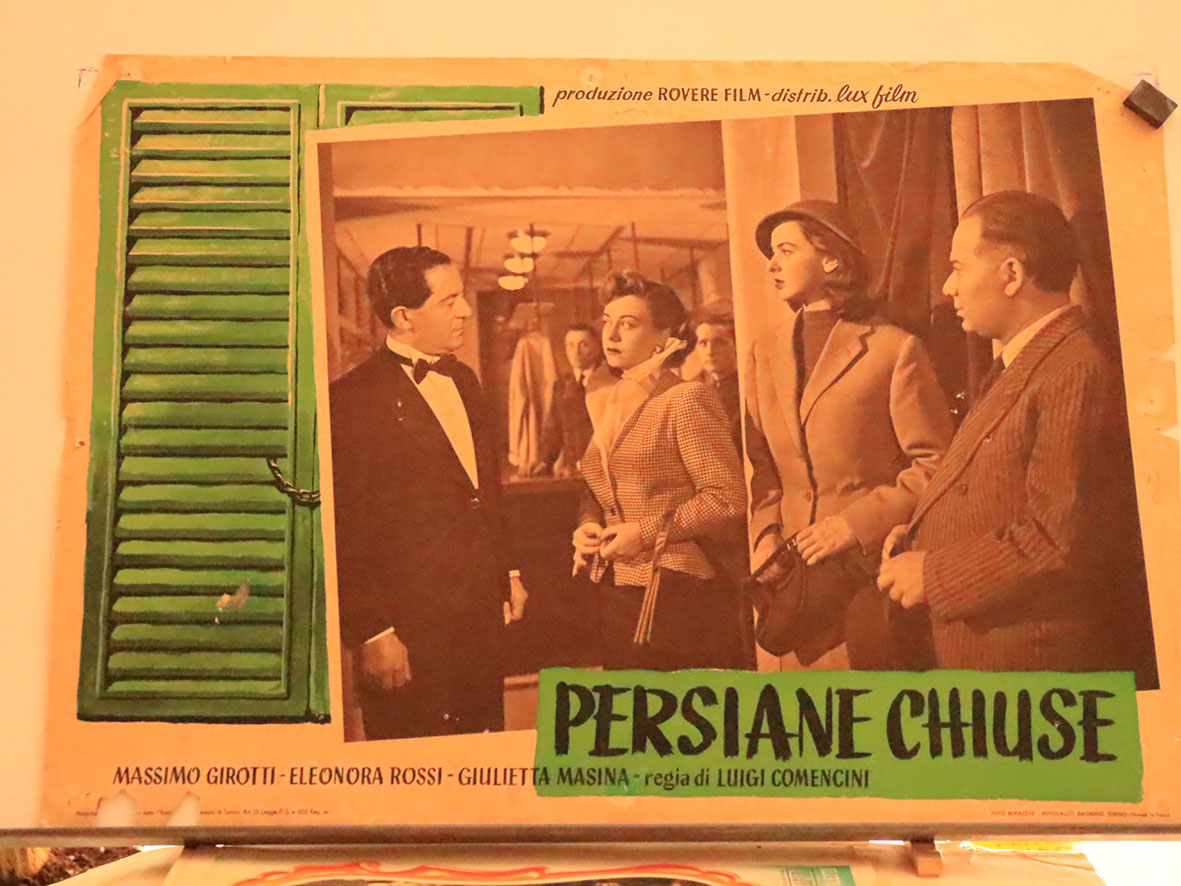 produzione ROVERE FILM - distrib. lux film
PERSIANE CHIUSE
MASSIMO GIROTTI - ELEONORA ROSSI - GIULIETTA MASINA - regia di LUIGI COMENCINI